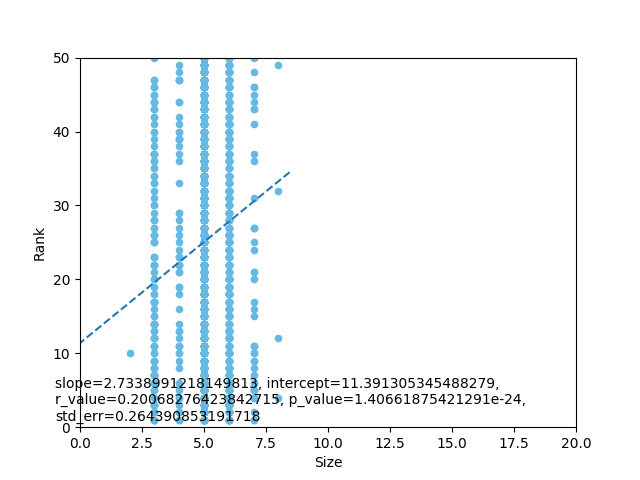 50
40
30
20
10
0
Rank
slope=2.7338991218149813, intercept=11.391305345488279,
r_value=0.20068276423842715, p_value=1.40661875421291e-24,
std_err=0.264390853191718
0.0 2.5 5.0 7.5 10.0 12.5 15.0 17.5 20.0
Size